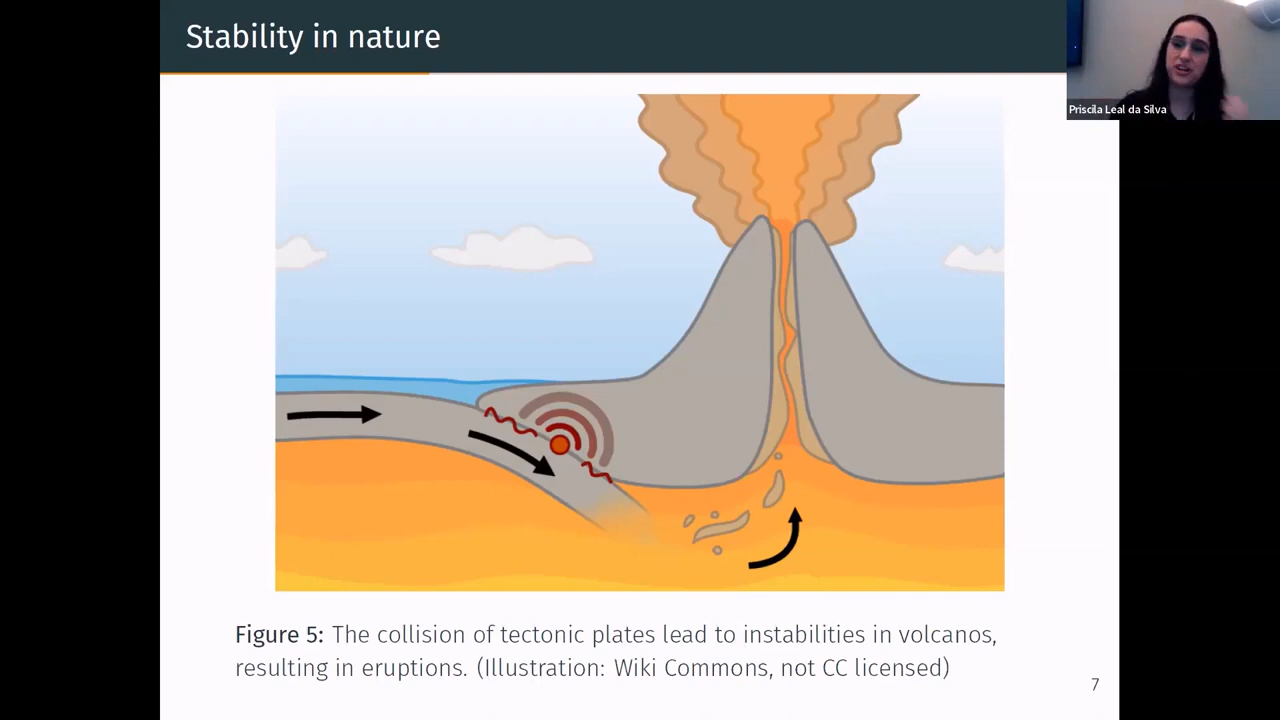 Stability in nature
Priscila Leal da Silva
Figure 5: The collision of tectonic plates lead to instabilities in volcanos,
resulting in eruptions. (Illustration: Wiki Commons, not CC licensed)
7